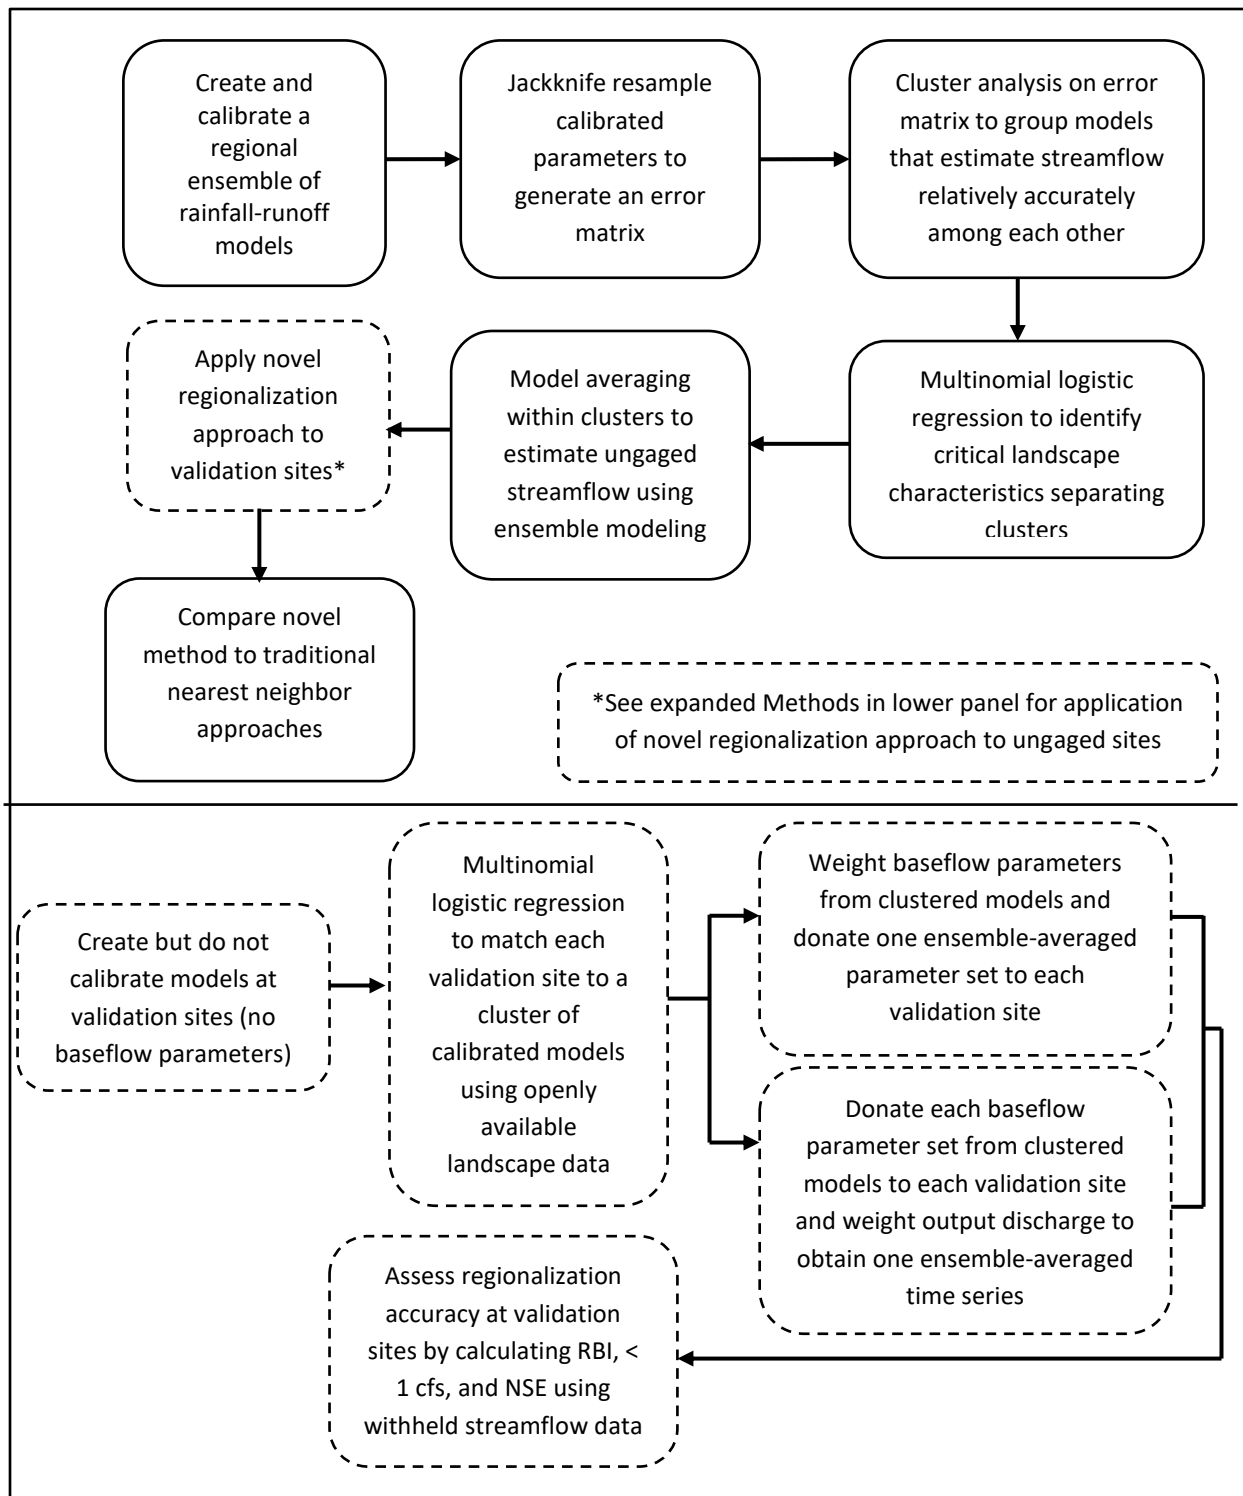 Create and
calibrate a
regional
ensemble of
rainfall-runoff
models
Jackknife resample
calibrated
parameters to
generate an error
matrix
Cluster analysis on error
matrix to group models
that estimate streamflow
relatively accurately
among each other
Multinomial logistic
regression to identify
critical landscape
characteristics separating
clusters
Model averaging
within clusters to
estimate ungaged
streamflow using
ensemble modeling
Apply novel
regionalization
approach to
validation sites*
Compare novel
method to traditional
nearest neighbor
approaches
*See expanded Methods in lower panel for application
of novel regionalization approach to ungaged sites
Create but do not
calibrate models at
validation sites (no
baseflow parameters)
Multinomial
logistic regression
to match each
validation site to a
cluster of
calibrated models
using openly
available
landscape data
Weight baseflow parameters
from clustered models and
donate one ensemble-averaged
parameter set to each
validation site
Donate each baseflow
parameter set from clustered
models to each validation site
and weight output discharge to
obtain one ensemble-averaged
time series
Assess regionalization
accuracy at validation
sites by calculating RBI, <
1 cfs, and NSE using
withheld streamflow data